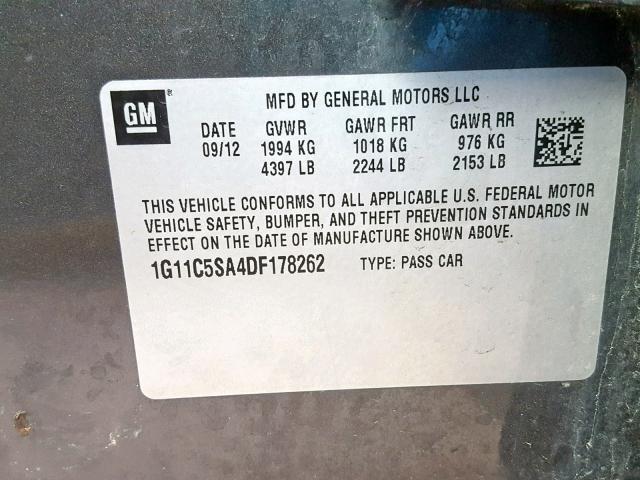 GM®
MFD BY GENERAL MOTORS LLC
DATE GVWR GAWR FRT GAWR RR
09/12 1994 KG 1018 KG 976 KG
4397 LB 2244 LB 2153 LB
THIS VEHICLE CONFORMS TO ALL APPLICABLE U.S. FEDERAL MOTOR
VEHICLE SAFETY, BUMPER, AND THEFT PREVENTION STANDARDS IN
EFFECT ON THE DATE OF MANUFACTURE SHOWN ABOVE.
1G11C5SA4DF178262 TYPE: PASS CAR